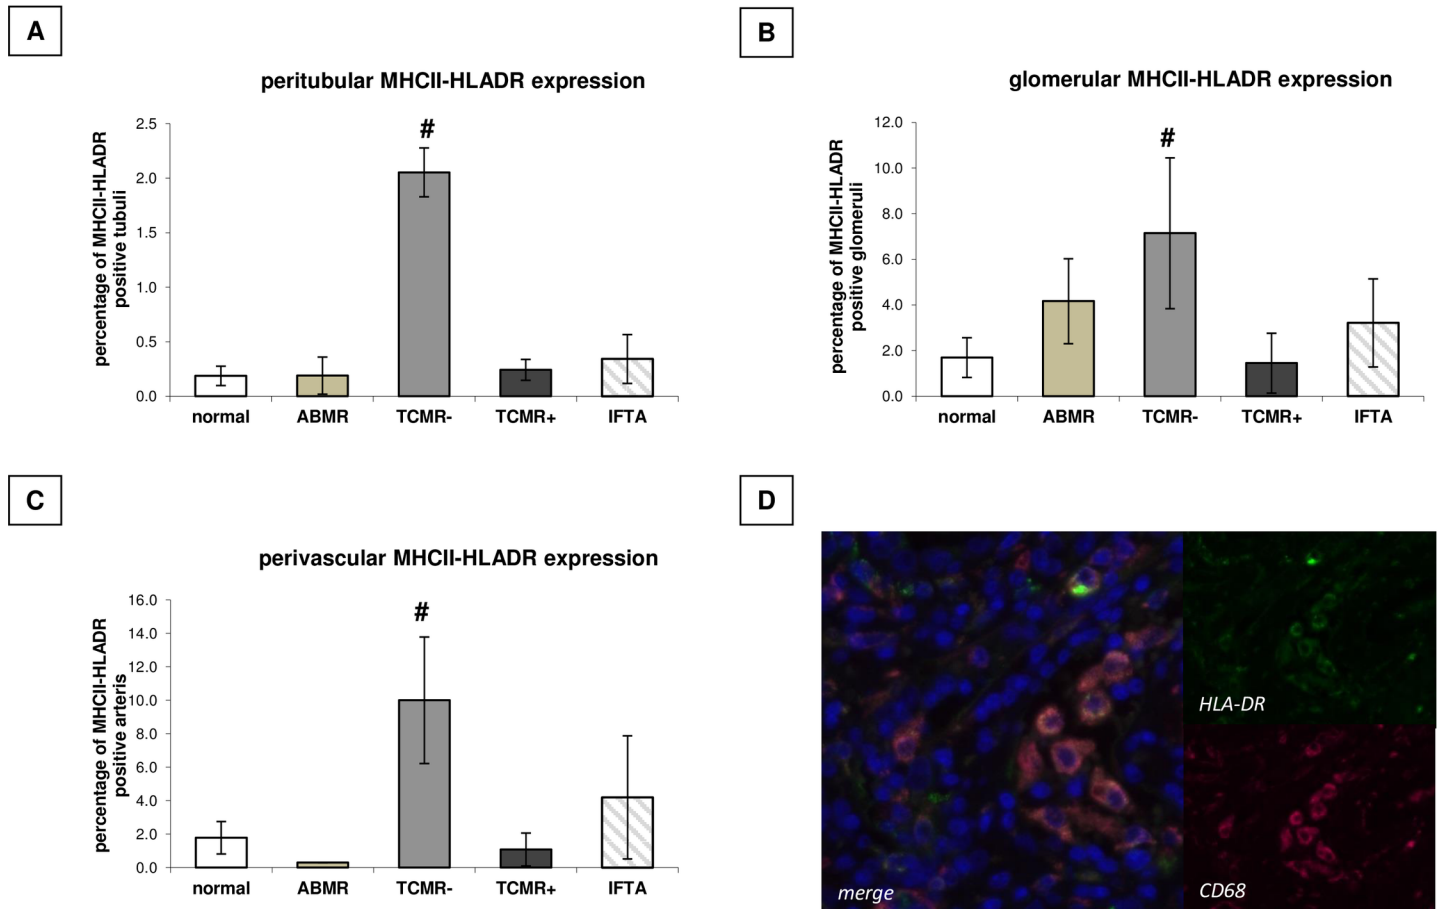 A
peritubular MHCII-HLADR expression
percentage of MHCII-HLADR
positive tubuli
2.5
2.0
1.5
1.0
0.5
0.0
#
normal ABMR TCMR- TCMR+ IFTA
B
glomerular MHCII-HLADR expression
percentage of MHCII-HLADR
positive glomeruli
12.0
10.0
8.0
6.0
4.0
2.0
0.0
#
normal ABMR TCMR- TCMR+ IFTA
C
perivascular MHCII-HLADR expression
percentage of MHCII-HLADR
positive arteris
16.0
14.0
12.0
10.0
8.0
6.0
4.0
2.0
0.0
#
normal ABMR TCMR- TCMR+ IFTA
D
HLA-DR
merge
CD68